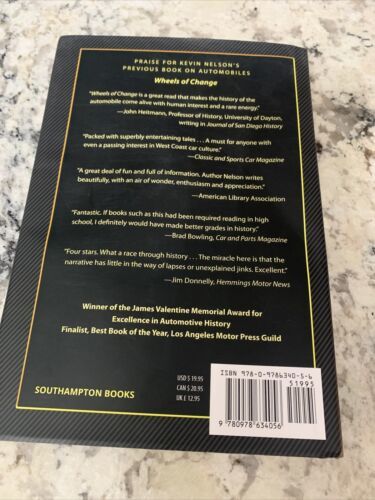 PRAISE FOR KEVIN NELSON'S
PREVIOUS BOOK ON AUTOMOBILES
Wheels of Change
"Wheels of Change is a great read that makes the history of the
automobile come alive with human interest and a rare energy."
—John Heitmann, Professor of History, University of Dayton,
writing in Journal of San Diego History
"Packed with superbly entertaining tales . . . A must for anyone with
even a passing interest in West Coast car culture."
—Classic and Sports Car Magazine
"A great deal of fun and full of information. Author Nelson writes
beautifully, with an air of wonder, enthusiasm and appreciation."
—American Library Association
"Fantastic. If books such as this had been required reading in high
school, I definitely would have made better grades in history."
—Brad Bowling, Car and Parts Magazine
"Four stars. What a race through history . . . The miracle here is that the
narrative has little in the way of lapses or unexplained jinks. Excellent."
—Jim Donnelly, Hemmings Motor News
Winner of the James Valentine Memorial Award for
Excellence in Automotive History
Finalist, Best Book of the Year, Los Angeles Motor Press Guild
SOUTHAMPTON BOOKS
USD $ 19.95
CAN $ 20.95
UK £ 12.95
ISBN 978-0-9786340-5-6
51995
9 780978 634056